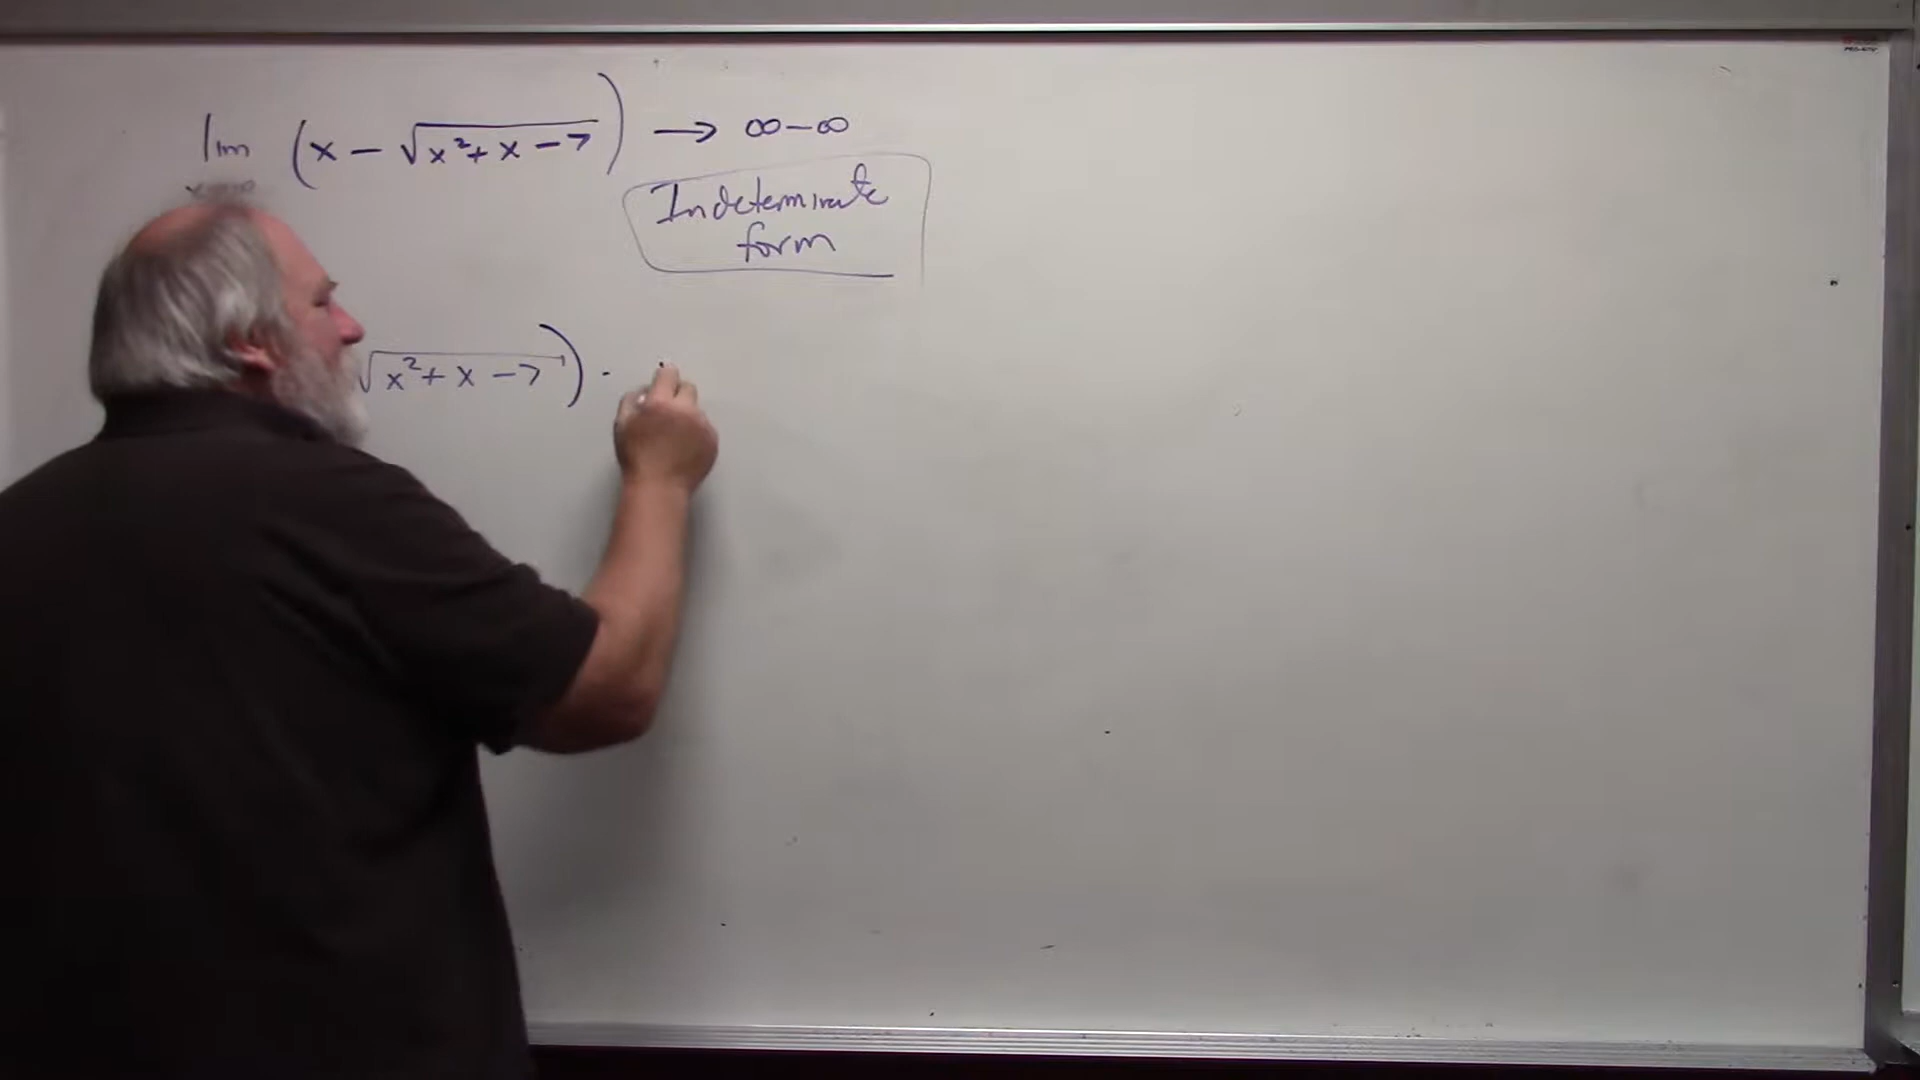 lim (x − √x²+x−7) → ∞−∞
Indeterminate
form
√x²+x−7) ·